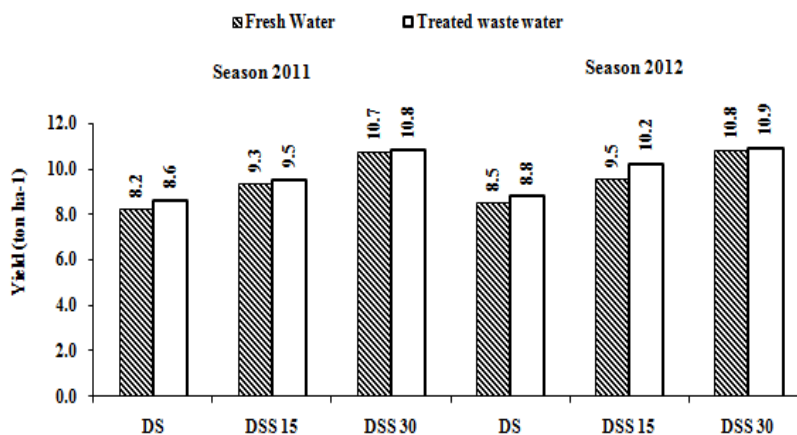 Fresh Water Treated waste water
Season 2011 Season 2012
Yield (ton ha-1)
12.0
10.0
8.0
6.0
4.0
2.0
0.0
8.2 8.6 9.3 9.5 10.7 10.8 8.5 8.8 9.5 10.2 10.8 10.9
DS DSS 15 DSS 30 DS DSS 15 DSS 30